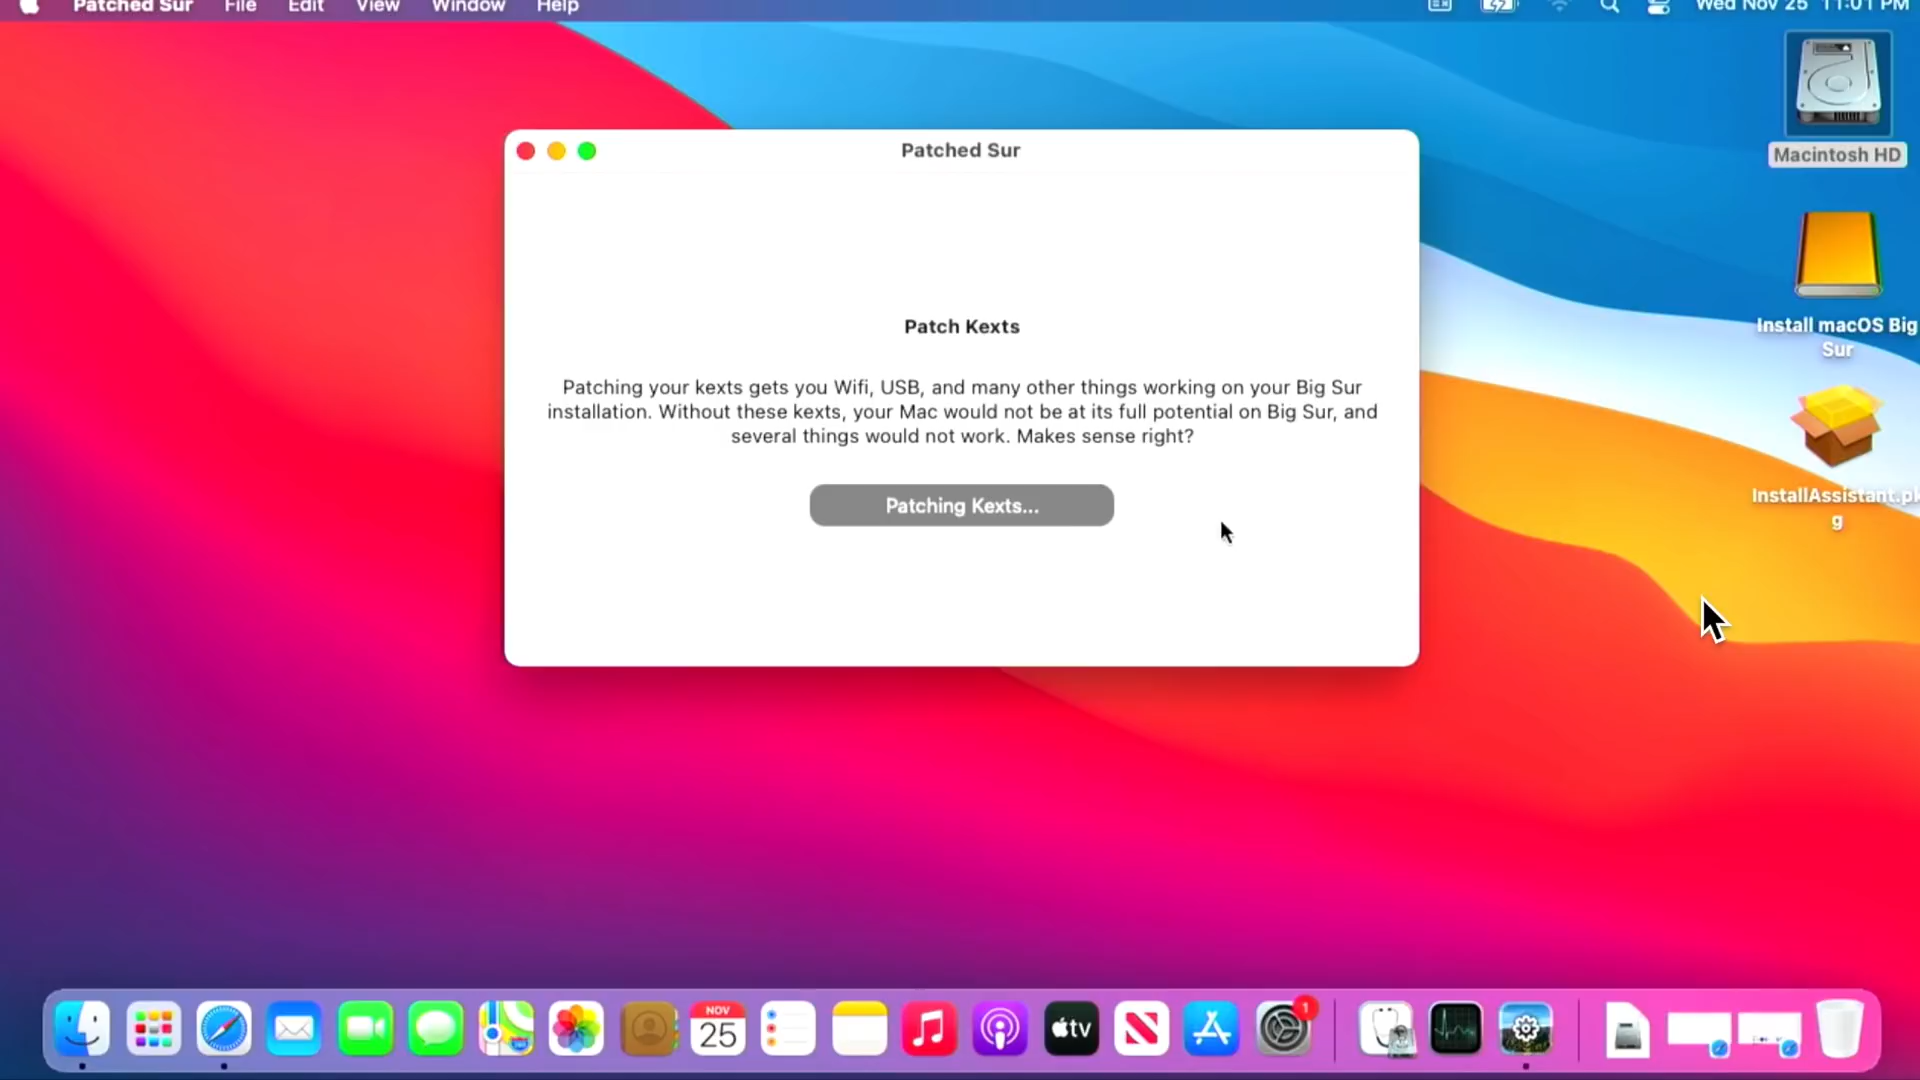 Patched Sur File Edit View Window Help Wed Nov 25 11:01 PM
Macintosh HD
Patched Sur
Install macOS Big
Sur
Patch Kexts
Patching your kexts gets you Wifi, USB, and many other things working on your Big Sur
installation. Without these kexts, your Mac would not be at its full potential on Big Sur, and
several things would not work. Makes sense right?
Patching Kexts...
InstallAssistant.pk
g
NOV
25
tv
1